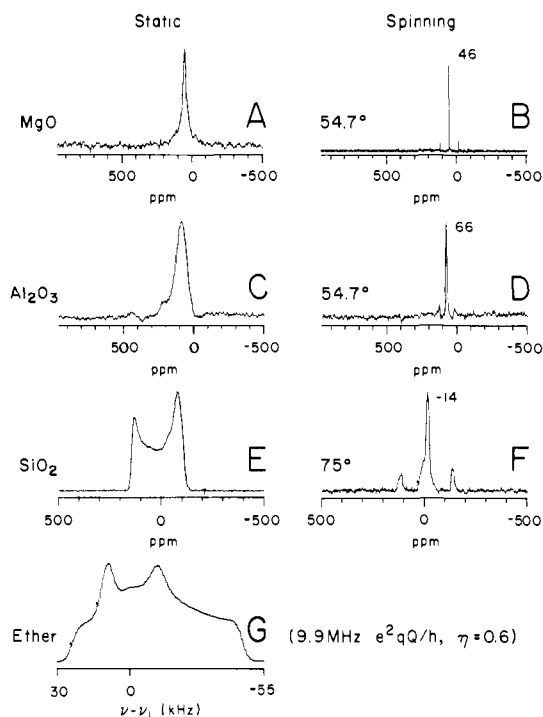 Static Spinning
MgO A 54.7° 46 B
500 0 -500 500 0 -500
ppm ppm
Al₂O₃ C 54.7° 66 D
500 0 -500 500 0 -500
ppm ppm
SiO₂ E 75° -14 F
500 0 -500 500 0 -500
ppm ppm
Ether G (9.9MHz e²qQ/h, η=0.6)
30 0 -55
ν-ν_L (kHz)